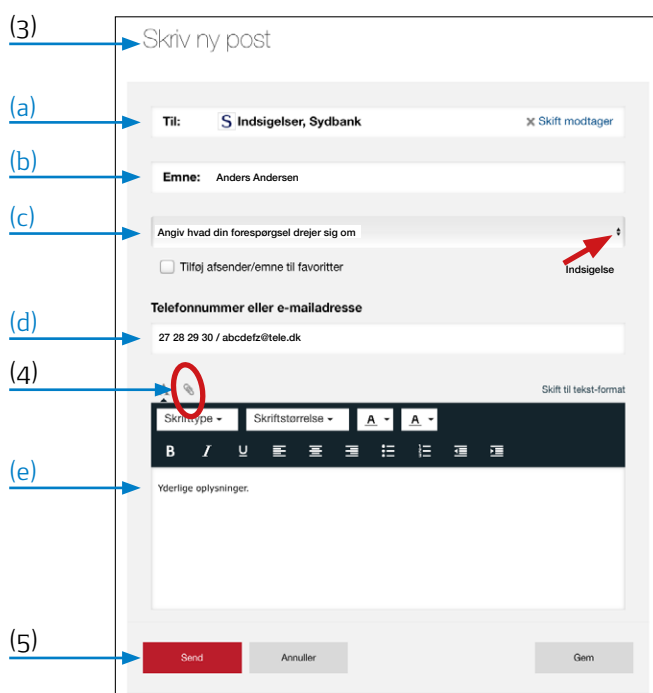 (3)
Skriv ny post
(a)
Til: S Indsigelser, Sydbank Skift modtager
(b)
Emne: Anders Andersen
(c)
Angiv hvad din forespørgsel drejer sig om
Tilføj afsender/emne til favoritter
Indsigelse
Telefonnummer eller e-mailadresse
(d)
27 28 29 30 / abcdefz@tele.dk
(4)
Skift til tekst-format
Skrifttype Skriftstørrelse A A
B I U
(e)
Yderlige oplysninger.
(5)
Send Annuller Gem